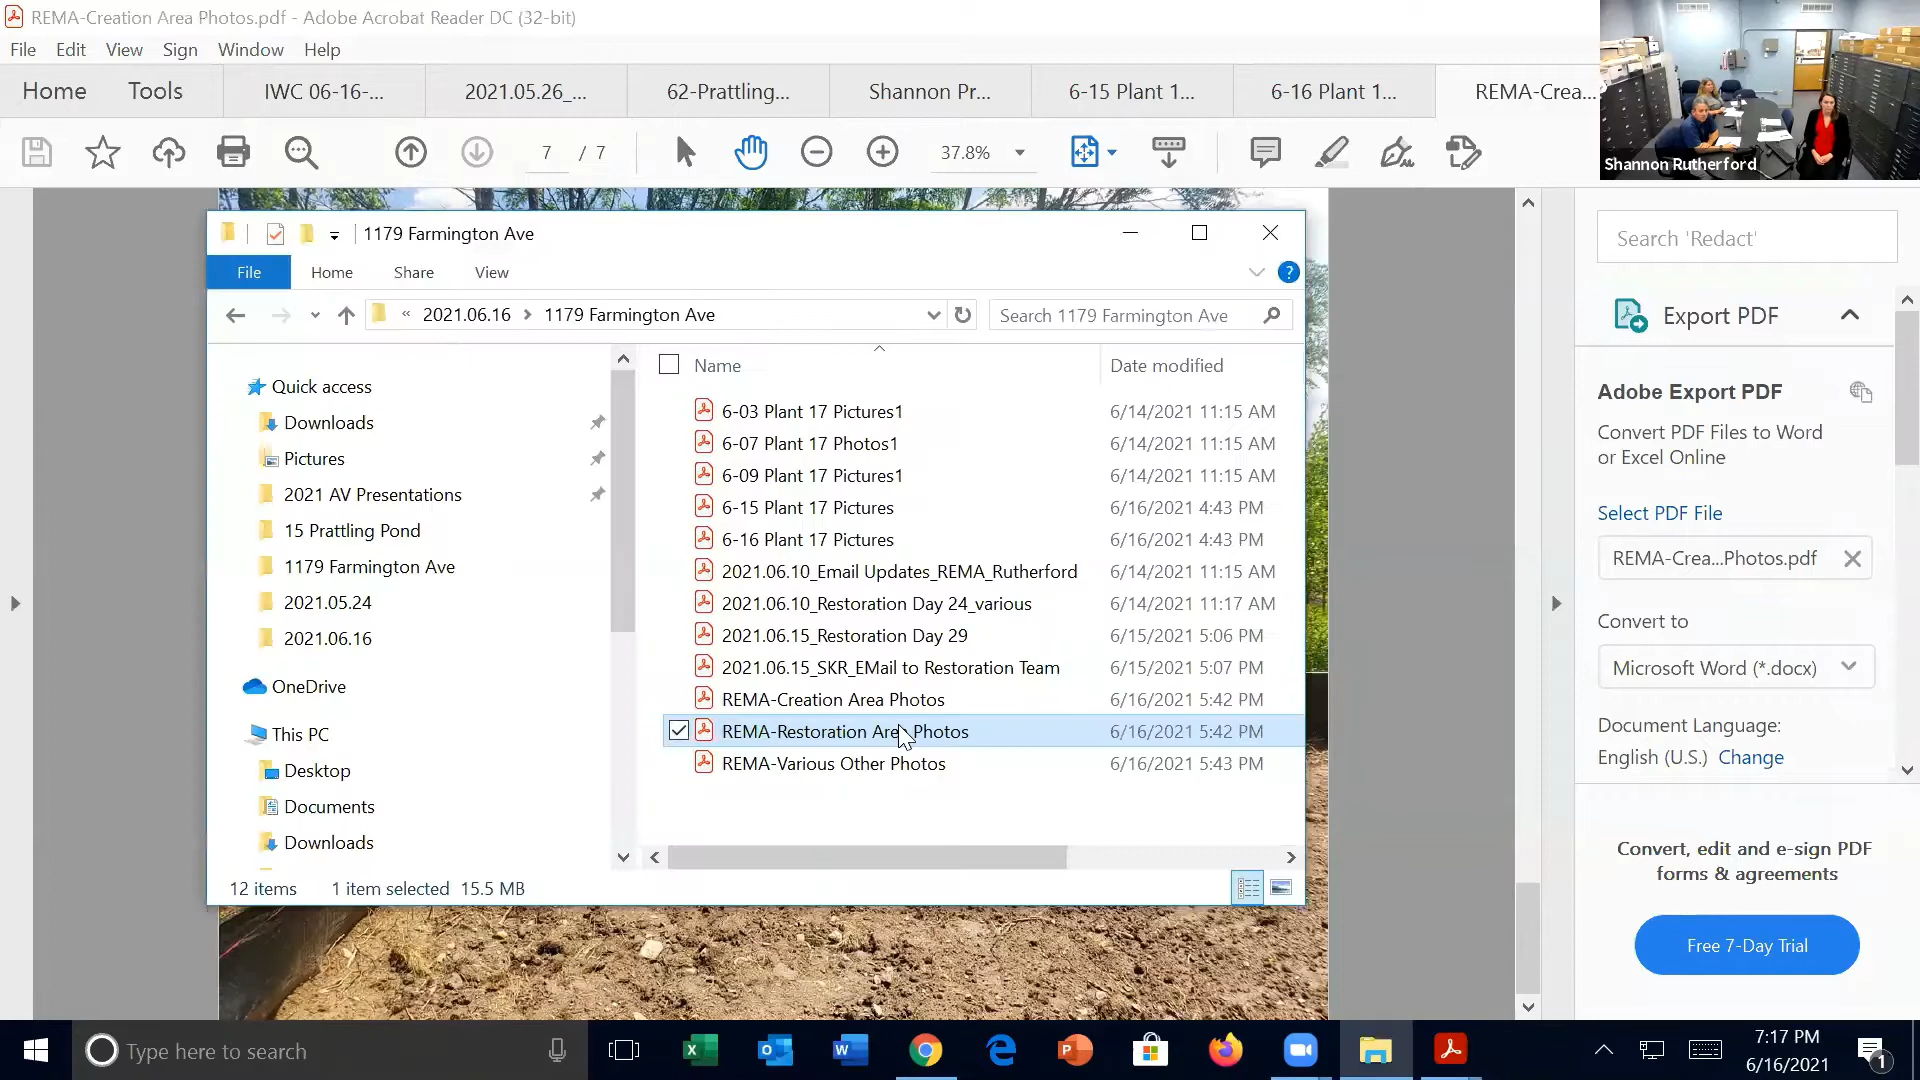 REMA-Creation Area Photos.pdf - Adobe Acrobat Reader DC (32-bit)
File Edit View Sign Window Help
Home Tools IWC 06-16-... 2021.05.26_... 62-Prattling... Shannon Pr... 6-15 Plant 1... 6-16 Plant 1... REMA-Crea...
7 / 7 37.8%
Shannon Rutherford
1179 Farmington Ave
File Home Share View
« 2021.06.16 > 1179 Farmington Ave Search 1179 Farmington Ave
Name Date modified
Quick access
Downloads
Pictures
2021 AV Presentations
15 Prattling Pond
1179 Farmington Ave
2021.05.24
2021.06.16
OneDrive
This PC
Desktop
Documents
Downloads
6-03 Plant 17 Pictures1 6/14/2021 11:15 AM
6-07 Plant 17 Photos1 6/14/2021 11:15 AM
6-09 Plant 17 Pictures1 6/14/2021 11:15 AM
6-15 Plant 17 Pictures 6/16/2021 4:43 PM
6-16 Plant 17 Pictures 6/16/2021 4:43 PM
2021.06.10_Email Updates_REMA_Rutherford 6/14/2021 11:15 AM
2021.06.10_Restoration Day 24_various 6/14/2021 11:17 AM
2021.06.15_Restoration Day 29 6/15/2021 5:06 PM
2021.06.15_SKR_EMail to Restoration Team 6/15/2021 5:07 PM
REMA-Creation Area Photos 6/16/2021 5:42 PM
REMA-Restoration Area Photos 6/16/2021 5:42 PM
REMA-Various Other Photos 6/16/2021 5:43 PM
12 items 1 item selected 15.5 MB
Search 'Redact'
Export PDF
Adobe Export PDF
Convert PDF Files to Word
or Excel Online
Select PDF File
REMA-Crea...Photos.pdf
Convert to
Microsoft Word (*.docx)
Document Language:
English (U.S.) Change
Convert, edit and e-sign PDF
forms & agreements
Free 7-Day Trial
Type here to search
7:17 PM
6/16/2021
1